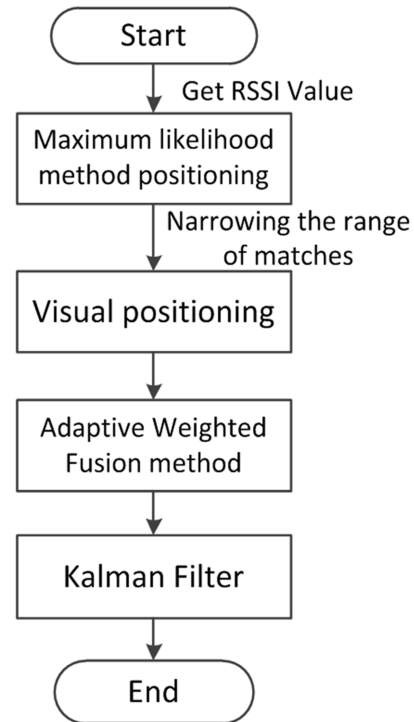 Start
Get RSSI Value
Maximum likelihood
method positioning
Narrowing the range
of matches
Visual positioning
Adaptive Weighted
Fusion method
Kalman Filter
End